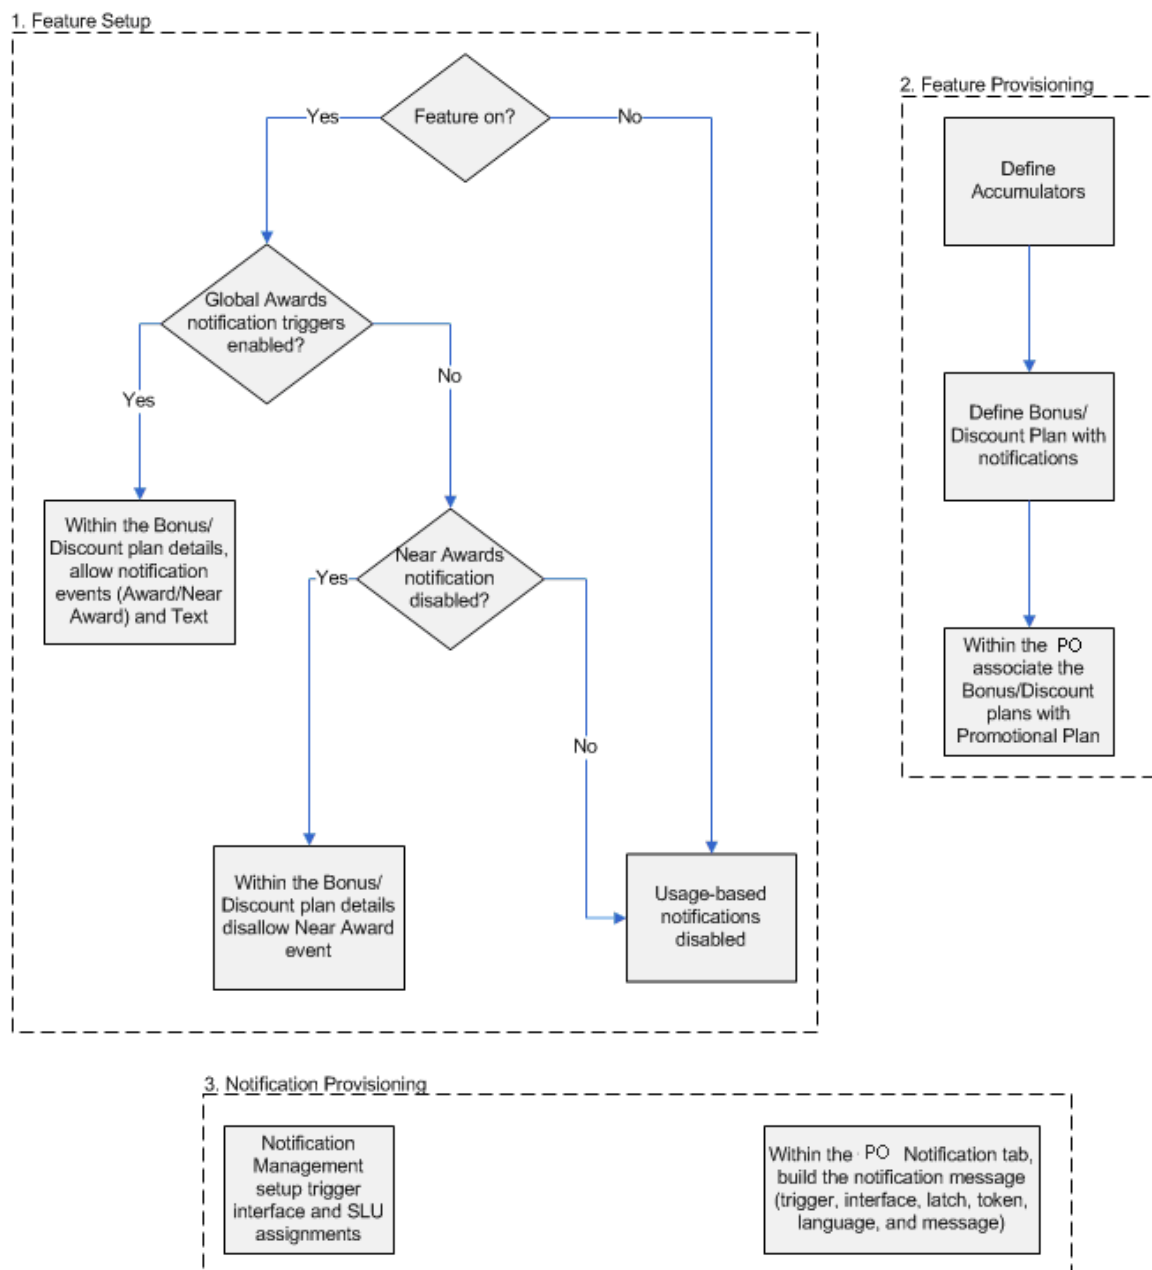 1. Feature Setup
Feature on?
Yes
No
Global Awards
notification triggers
enabled?
Yes
No
Within the Bonus/
Discount plan details,
allow notification
events (Award/Near
Award) and Text
Near Awards
notification
disabled?
Yes
No
Within the Bonus/
Discount plan details
disallow Near Award
event
Usage-based
notifications
disabled
2. Feature Provisioning
Define
Accumulators
Define Bonus/
Discount Plan with
notifications
Within the PO
associate the
Bonus/Discount
plans with
Promotional Plan
3. Notification Provisioning
Notification
Management
setup trigger
interface and SLU
assignments
Within the PO Notification tab,
build the notification message
(trigger, interface, latch, token,
language, and message)